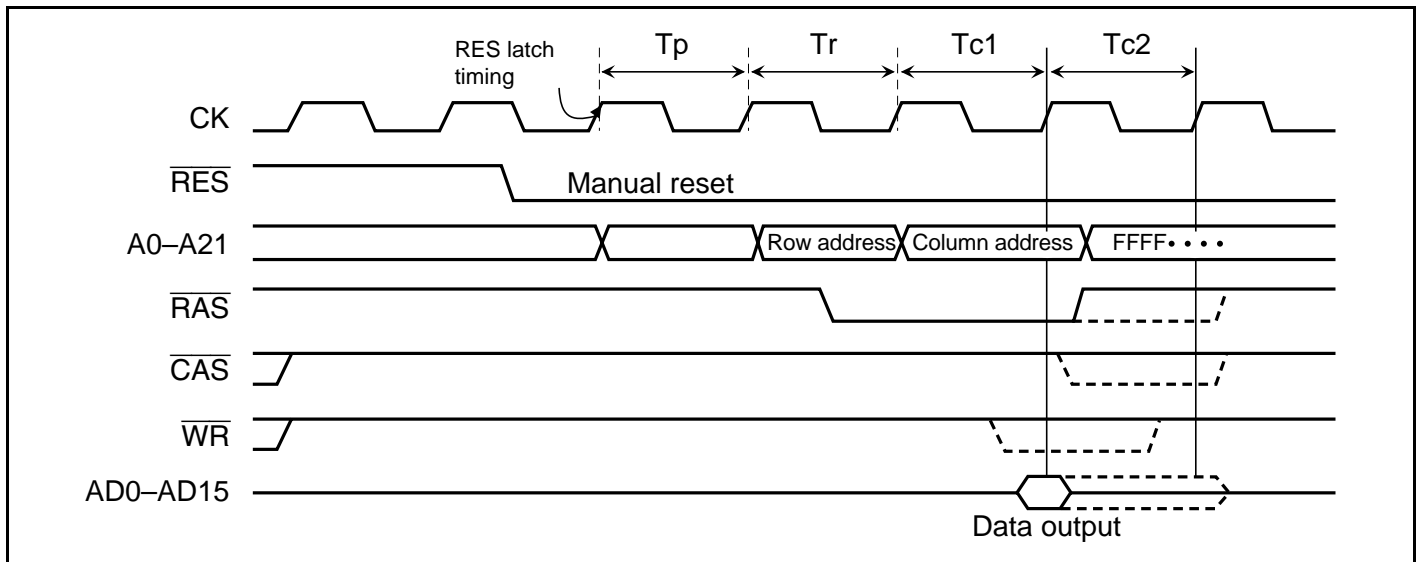 RES latch
timing
Tp
Tr
Tc1
Tc2
CK
RES
Manual reset
A0–A21
Row address
Column address
FFFF・・・・
RAS
CAS
WR
AD0–AD15
Data output